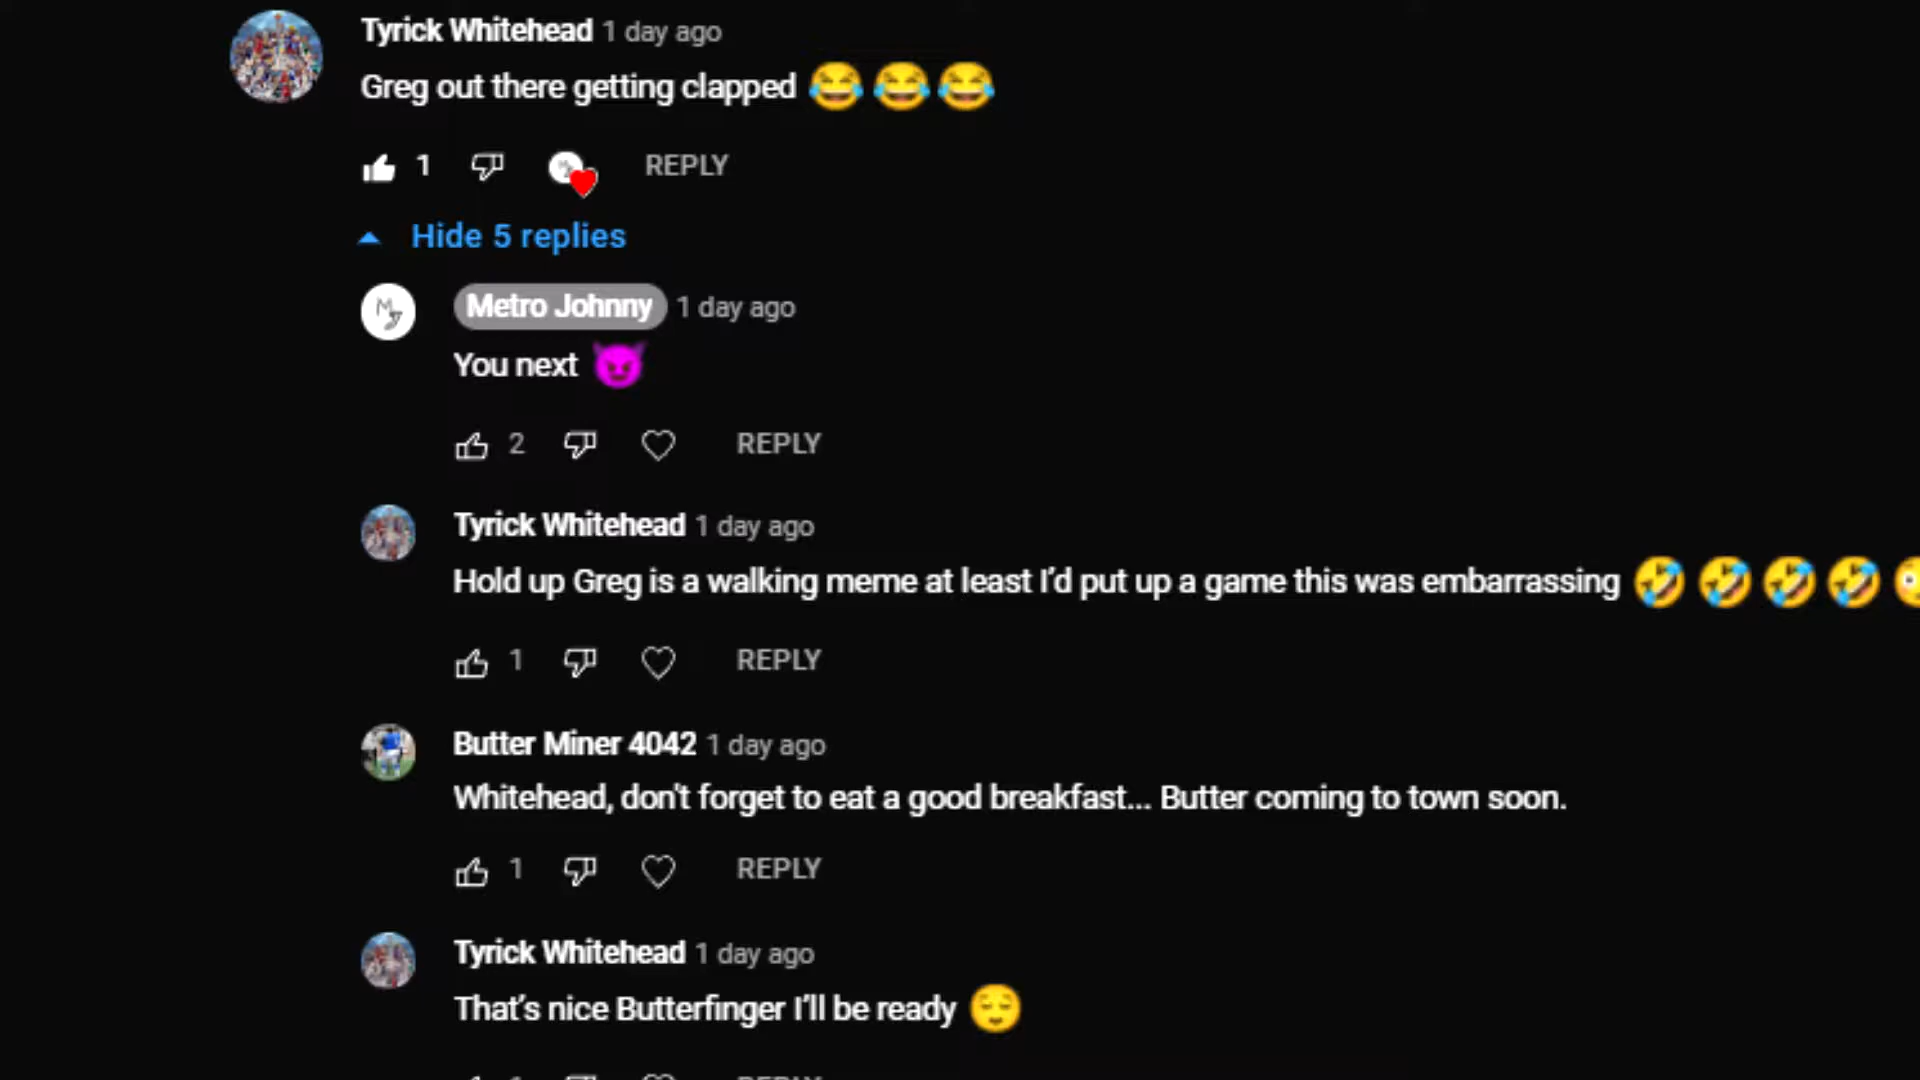 Tyrick Whitehead 1 day ago
Greg out there getting clapped 😂😂😂
1 REPLY
Hide 5 replies
Metro Johnny 1 day ago
You next 😈
2 REPLY
Tyrick Whitehead 1 day ago
Hold up Greg is a walking meme at least I'd put up a game this was embarrassing 🤣🤣🤣🤣
1 REPLY
Butter Miner 4042 1 day ago
Whitehead, don't forget to eat a good breakfast... Butter coming to town soon.
1 REPLY
Tyrick Whitehead 1 day ago
That's nice Butterfinger I'll be ready 😌